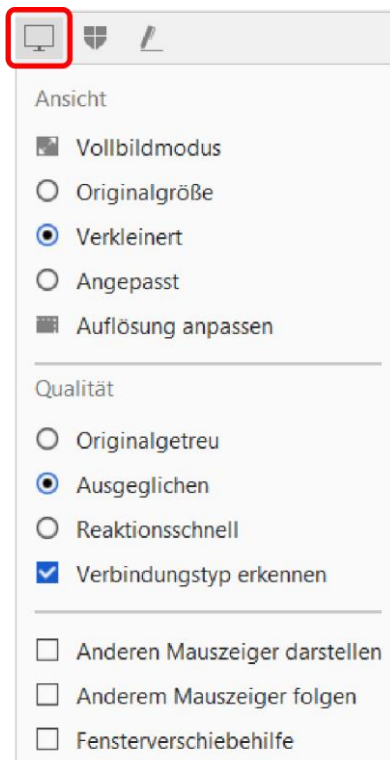 Ansicht
Vollbildmodus
Originalgröße
Verkleinert
Angepasst
Auflösung anpassen
Qualität
Originalgetreu
Ausgeglichen
Reaktionsschnell
Verbindungstyp erkennen
Anderen Mauszeiger darstellen
Anderem Mauszeiger folgen
Fensterverschiebehilfe